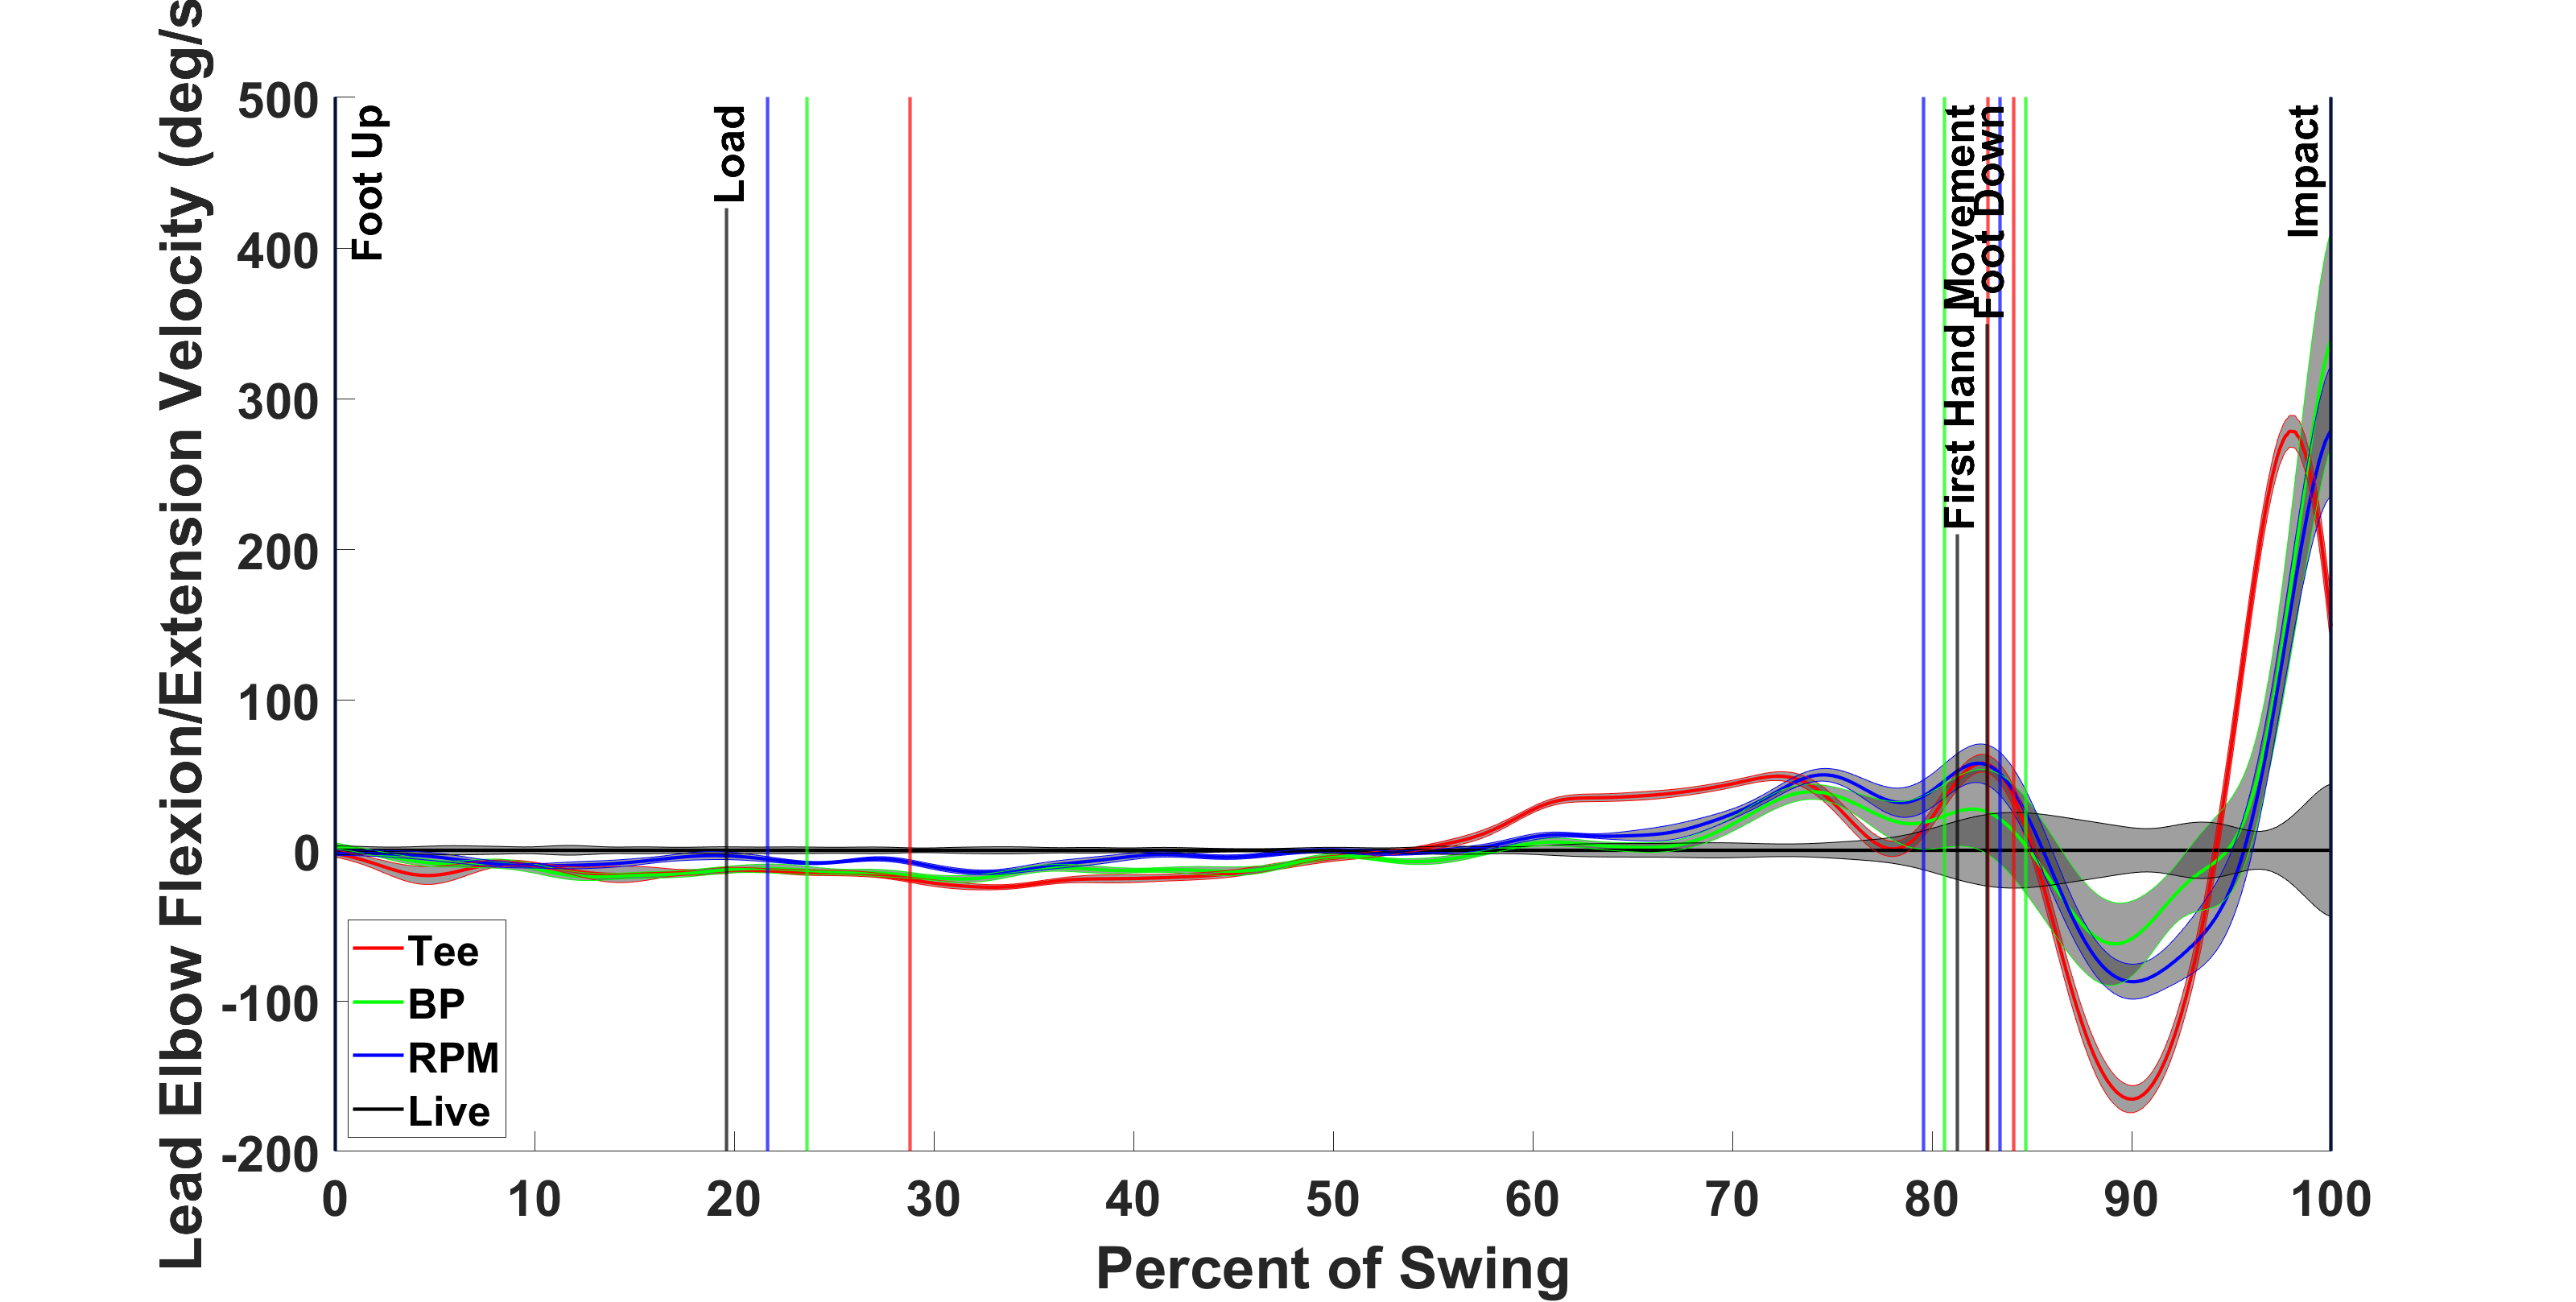 Lead Elbow Flexion/Extension Velocity (deg/s
500
400
300
200
100
0
-100
-200
Foot Up
Load
First Hand Movement
Foot Down
Impact
Tee
BP
RPM
Live
0 10 20 30 40 50 60 70 80 90 100
Percent of Swing